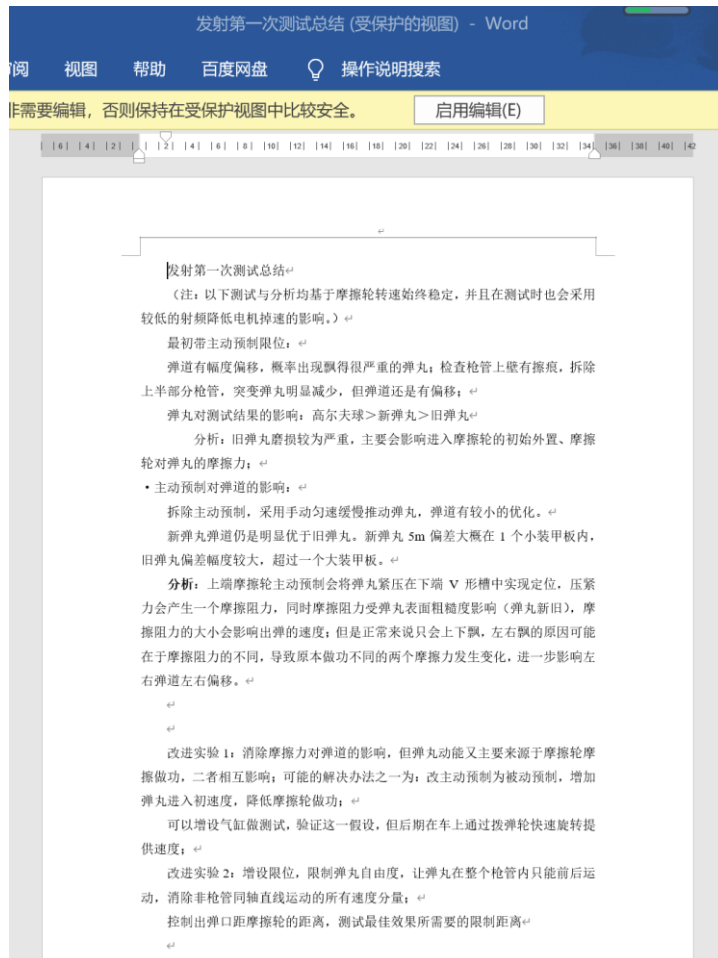 发射第一次测试总结 (受保护的视图) - Word
阅 视图 帮助 百度网盘 操作说明搜索
非需要编辑，否则保持在受保护视图中比较安全。 启用编辑(E)
6 4 2 2 4 6 8 10 12 14 16 18 20 22 24 26 28 30 32 34 36 38 40 42
发射第一次测试总结
（注：以下测试与分析均基于摩擦轮转速始终稳定，并且在测试时也会采用
较低的射频降低电机掉速的影响。）
最初带主动预制限位：
弹道有幅度偏移，概率出现飘得很严重的弹丸；检查枪管上壁有擦痕，拆除
上半部分枪管，突变弹丸明显减少，但弹道还是有偏移；
弹丸对测试结果的影响：高尔夫球＞新弹丸＞旧弹丸
分析：旧弹丸磨损较为严重，主要会影响进入摩擦轮的初始外置、摩擦
轮对弹丸的摩擦力；
•主动预制对弹道的影响：
拆除主动预制，采用手动匀速缓慢推动弹丸，弹道有较小的优化。
新弹丸弹道仍是明显优于旧弹丸。新弹丸 5m 偏差大概在 1 个小装甲板内，
旧弹丸偏差幅度较大，超过一个大装甲板。
分析：上端摩擦轮主动预制会将弹丸紧压在下端 V 形槽中实现定位，压紧
力会产生一个摩擦阻力，同时摩擦阻力受弹丸表面粗糙度影响（弹丸新旧），摩
擦阻力的大小会影响出弹的速度；但是正常来说只会上下飘，左右飘的原因可能
在于摩擦阻力的不同，导致原本做功不同的两个摩擦力发生变化，进一步影响左
右弹道左右偏移。
改进实验 1：消除摩擦力对弹道的影响，但弹丸动能又主要来源于摩擦轮摩
擦做功，二者相互影响；可能的解决办法之一为：改主动预制为被动预制，增加
弹丸进入初速度，降低摩擦轮做功；
可以增设气缸做测试，验证这一假设，但后期在车上通过拨弹轮快速旋转提
供速度；
改进实验 2：增设限位，限制弹丸自由度，让弹丸在整个枪管内只能前后运
动，消除非枪管同轴直线运动的所有速度分量；
控制出弹口距摩擦轮的距离，测试最佳效果所需要的限制距离